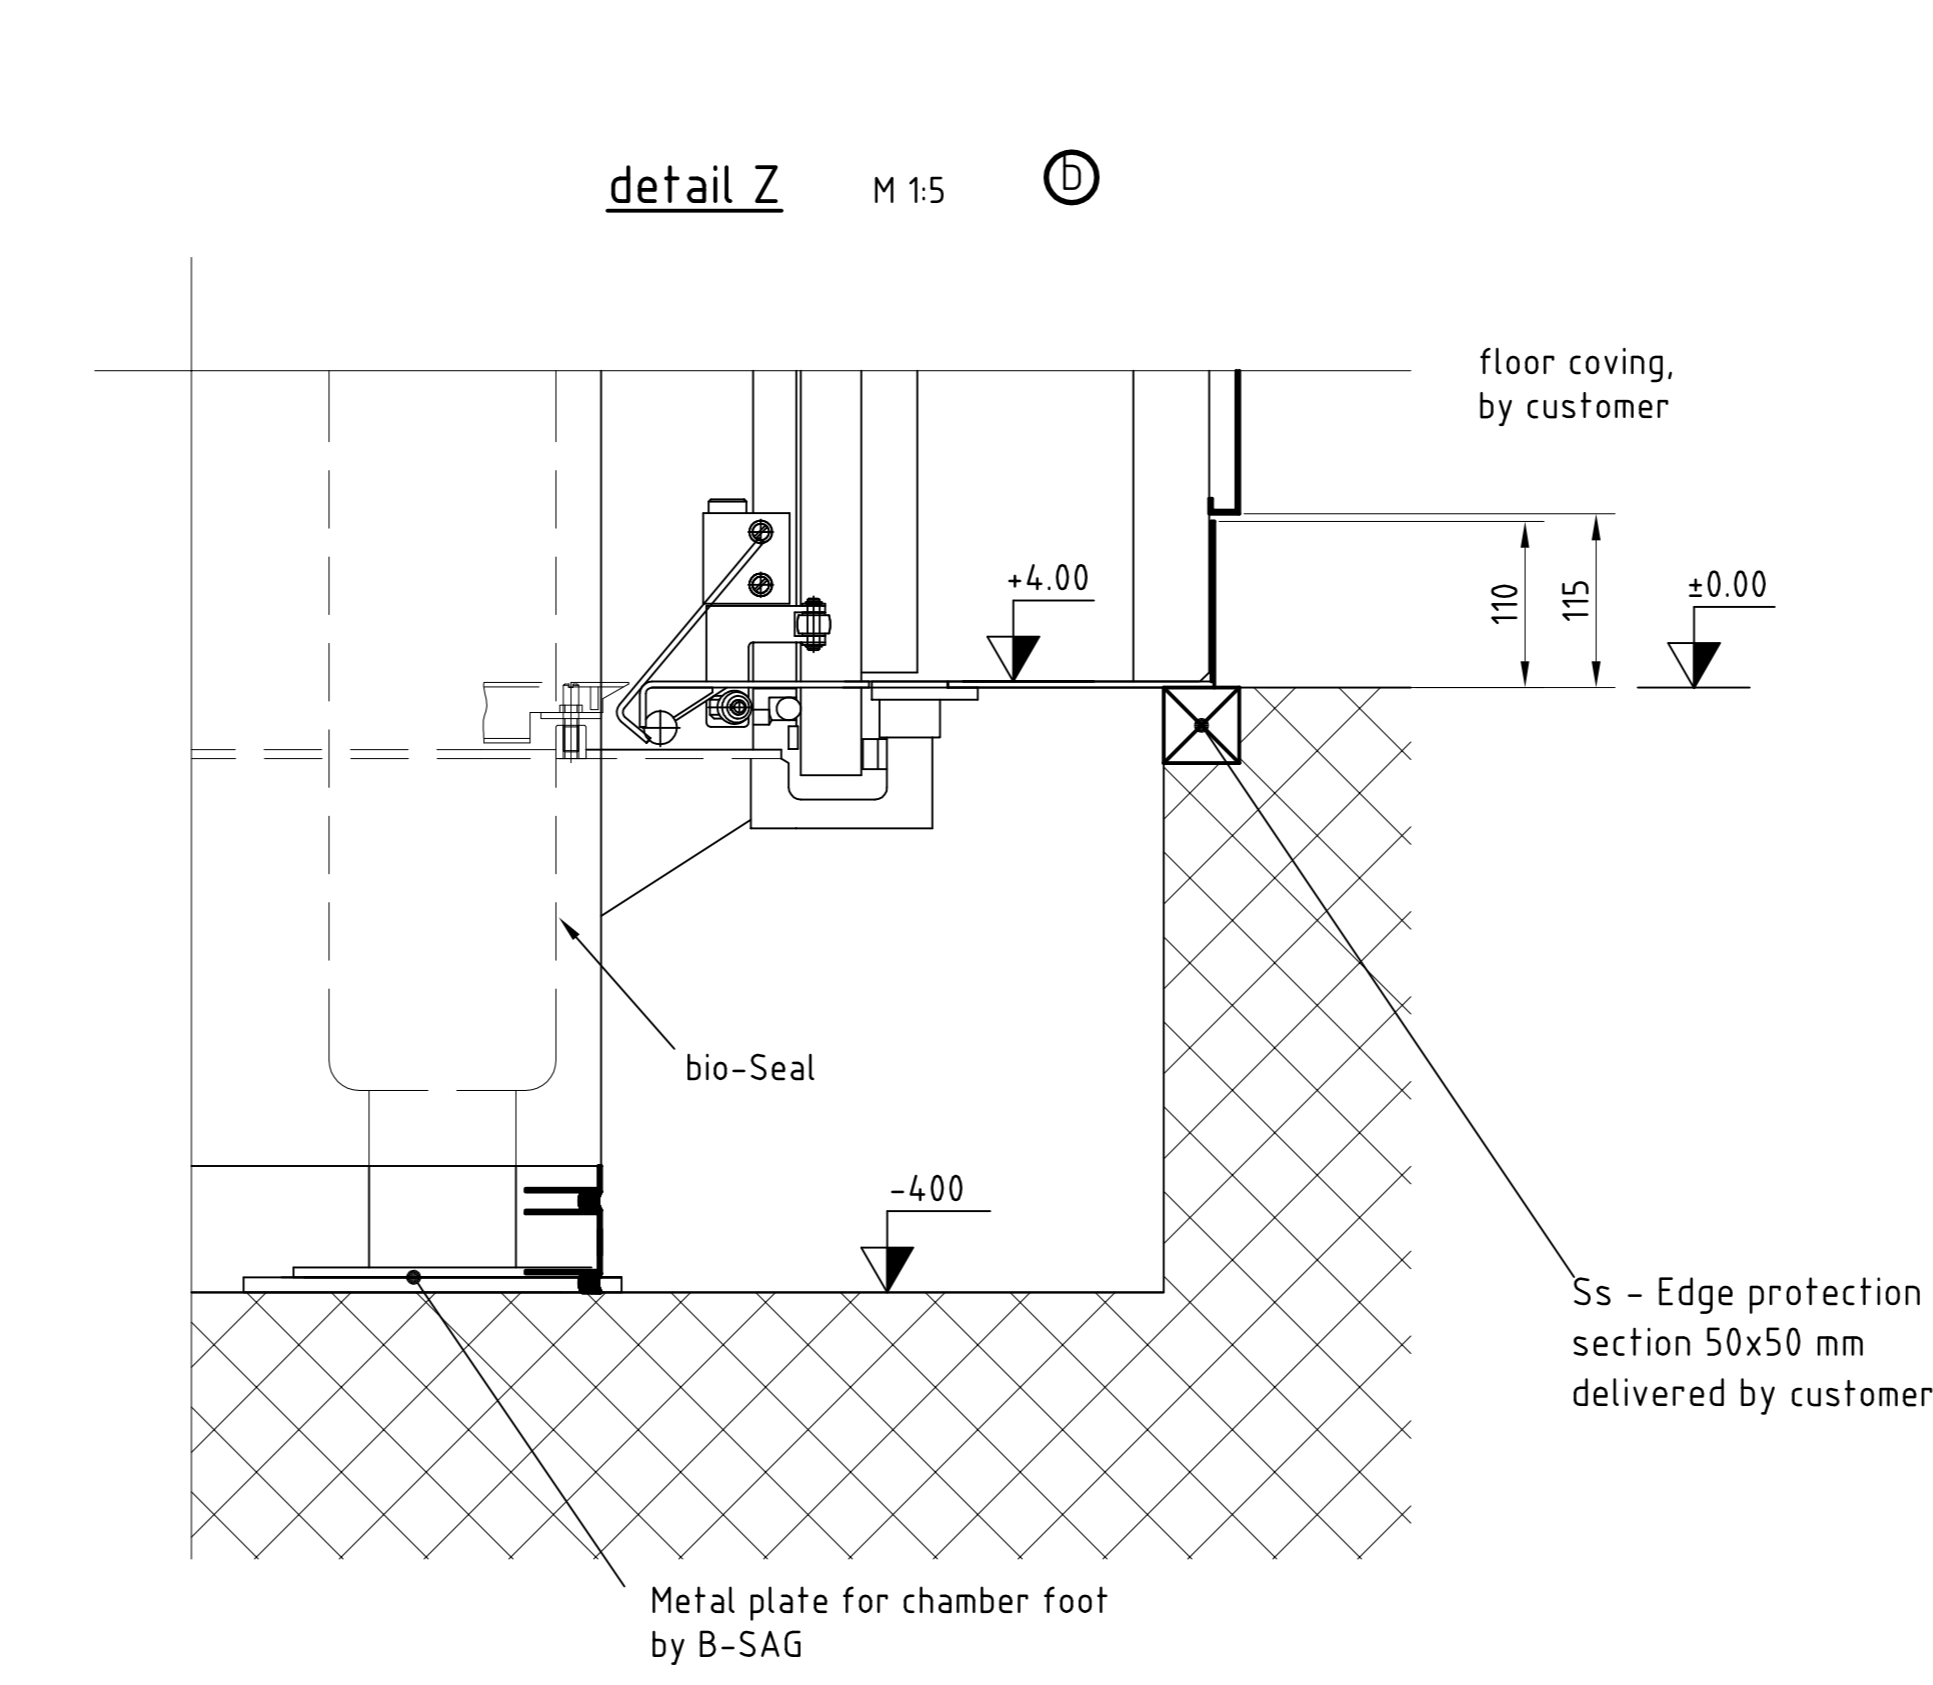 detail Z M 1:5 b
floor coving,
by customer
+4.00
110
115
±0.00
bio-Seal
-400
Ss - Edge protection
section 50x50 mm
delivered by customer
Metal plate for chamber foot
by B-SAG